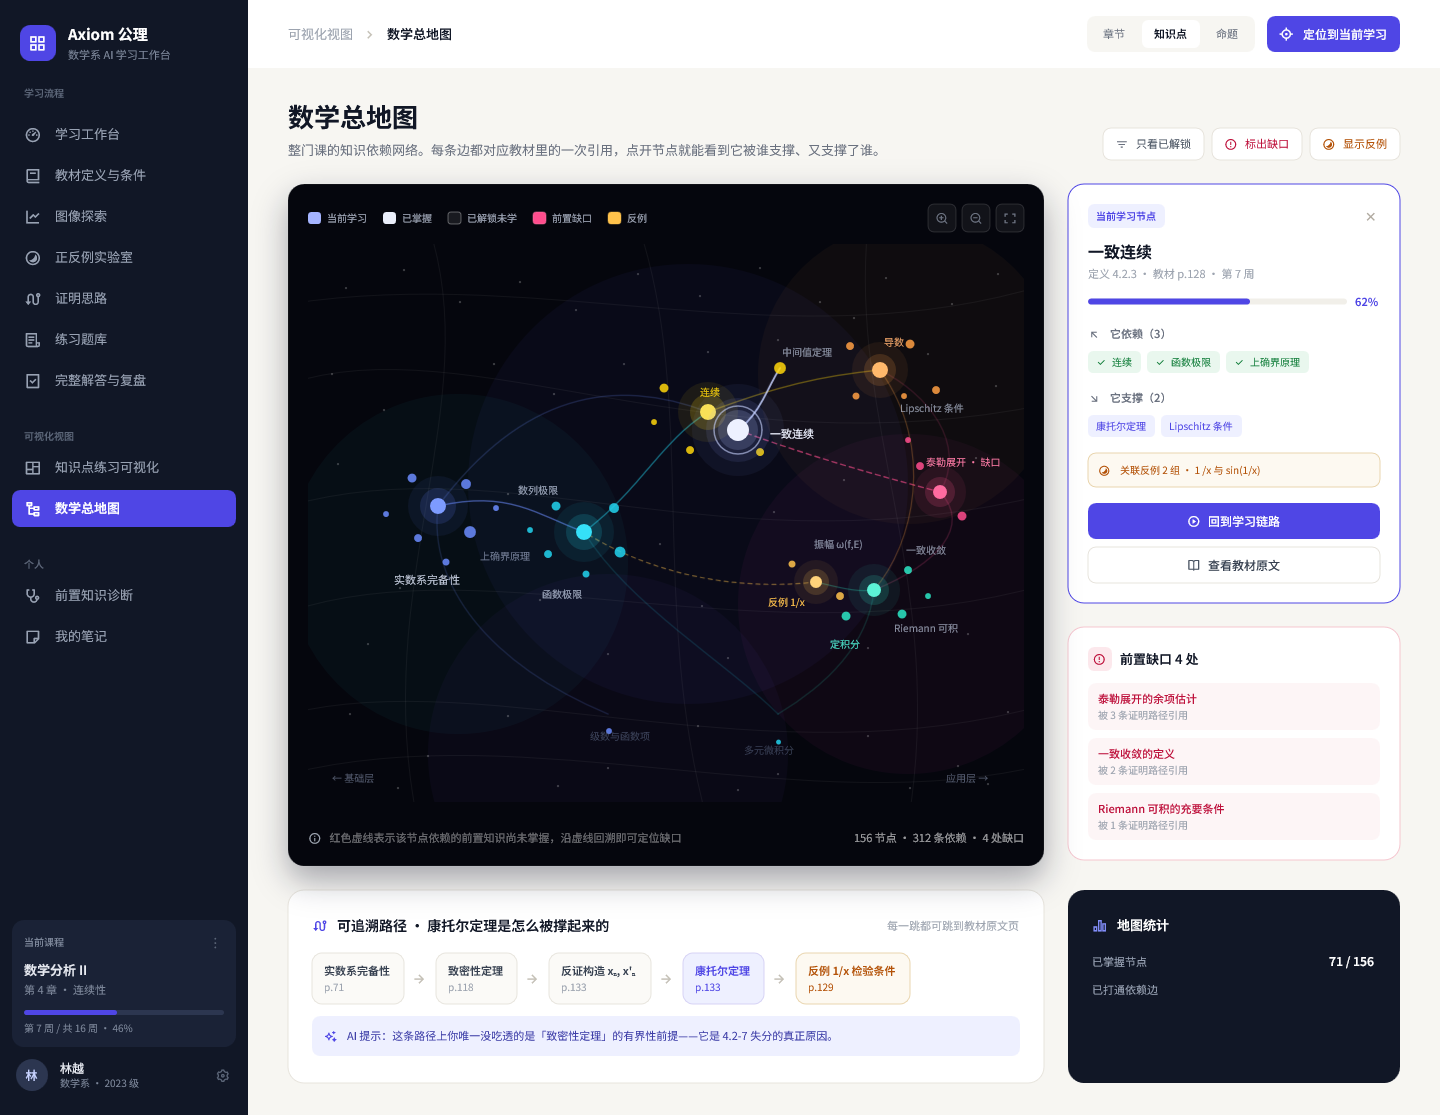 Axiom 公理
数学系 AI 学习工作台
学习流程
学习工作台
教材定义与条件
图像探索
正反例实验室
证明思路
练习题库
完整解答与复盘
可视化视图
知识点练习可视化
数学总地图
个人
前置知识诊断
我的笔记
当前课程
数学分析 II
第 4 章 · 连续性
第 7 周 / 共 16 周 · 46%
林
林越
数学系 · 2023 级
可视化视图
数学总地图
章节
知识点
命题
定位到当前学习
数学总地图
整门课的知识依赖网络。每条边都对应教材里的一次引用，点开节点就能看到它被谁支撑、又支撑了谁。
只看已解锁
标出缺口
显示反例
当前学习
已掌握
已解锁未学
前置缺口
反例
导数
中间值定理
连续
Lipschitz 条件
一致连续
泰勒展开 · 缺口
数列极限
振幅 ω(f,E)
一致收敛
上确界原理
实数系完备性
函数极限
反例 1/x
Riemann 可积
定积分
级数与函数项
多元微积分
← 基础层
应用层 →
红色虚线表示该节点依赖的前置知识尚未掌握，沿虚线回溯即可定位缺口
156 节点 · 312 条依赖 · 4 处缺口
当前学习节点
一致连续
定义 4.2.3 · 教材 p.128 · 第 7 周
62%
它依赖（3）
连续
函数极限
上确界原理
它支撑（2）
康托尔定理
Lipschitz 条件
关联反例 2 组 · 1/x 与 sin(1/x)
回到学习链路
查看教材原文
前置缺口 4 处
泰勒展开的余项估计
被 3 条证明路径引用
一致收敛的定义
被 2 条证明路径引用
Riemann 可积的充要条件
被 1 条证明路径引用
可追溯路径 · 康托尔定理是怎么被撑起来的
每一跳都可跳到教材原文页
实数系完备性
p.71
致密性定理
p.118
反证构造 xₙ, x'ₙ
p.133
康托尔定理
p.133
反例 1/x 检验条件
p.129
AI 提示：这条路径上你唯一没吃透的是「致密性定理」的有界性前提——它是 4.2-7 失分的真正原因。
地图统计
已掌握节点
71 / 156
已打通依赖边